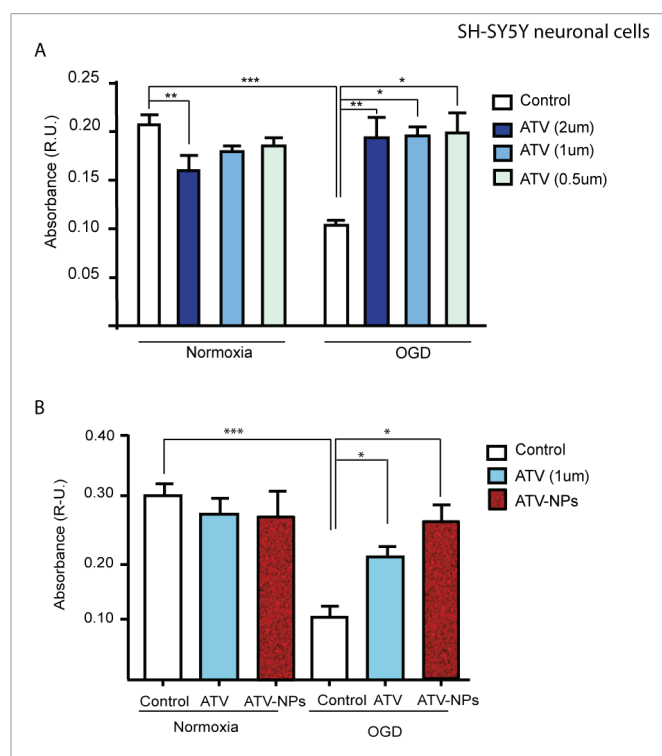 SH-SY5Y neuronal cells
A
Absorbance (R.U.)
0.25
0.20
0.15
0.10
0.05
***
**
*
*
**
Control
ATV (2um)
ATV (1um)
ATV (0.5um)
Normoxia
OGD
B
Absorbance (R-U.)
0.40
0.30
0.20
0.10
***
*
*
Control
ATV (1um)
ATV-NPs
Control ATV ATV-NPs Control ATV ATV-NPs
Normoxia
OGD